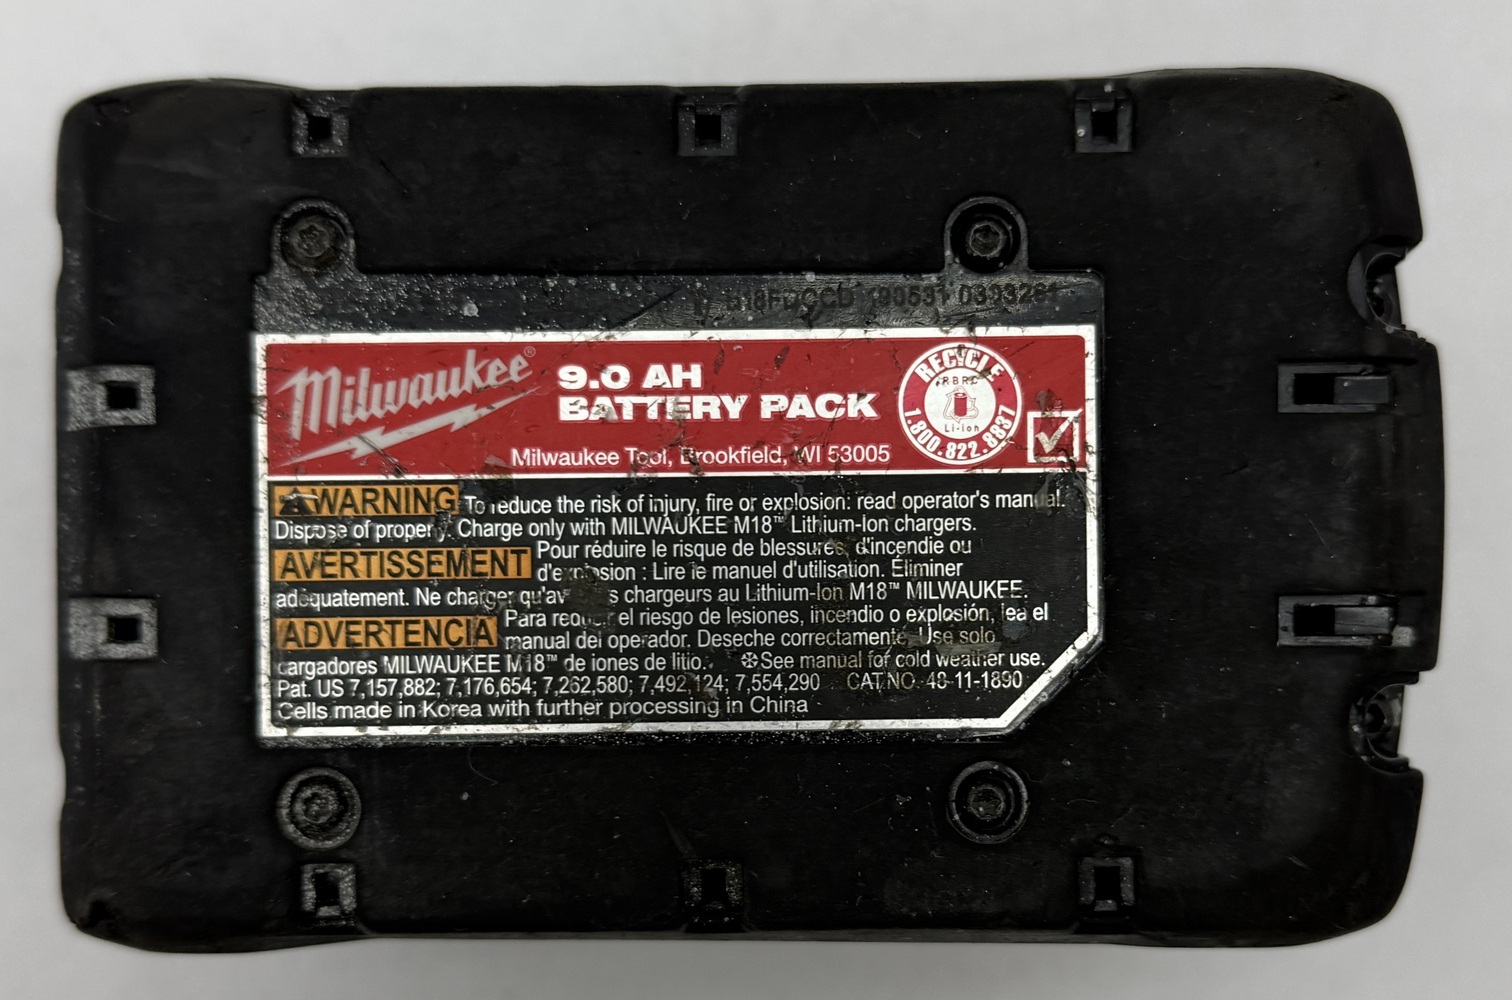 190531 0303281
Milwaukee®
9.0 AH
BATTERY PACK
Milwaukee Tool, Brookfield, WI 53005
RECYCLE
RBRC
Li-Ion
1.800.822.8837
WARNING To reduce the risk of injury, fire or explosion: read operator's manual.
Dispose of properly. Charge only with MILWAUKEE M18™ Lithium-Ion chargers.
AVERTISSEMENT Pour réduire le risque de blessures, d'incendie ou
d'explosion : Lire le manuel d'utilisation. Éliminer
adéquatement. Ne charger qu'av s chargeurs au Lithium-Ion M18™ MILWAUKEE.
ADVERTENCIA Para reducir el riesgo de lesiones, incendio o explosión, lea el
manual del operador. Deseche correctamente. Use solo
cargadores MILWAUKEE M18™ de iones de litio. ❄See manual for cold weather use.
Pat. US 7,157,882; 7,176,654; 7,262,580; 7,492,124; 7,554,290 CAT.NO 48-11-1890
Cells made in Korea with further processing in China